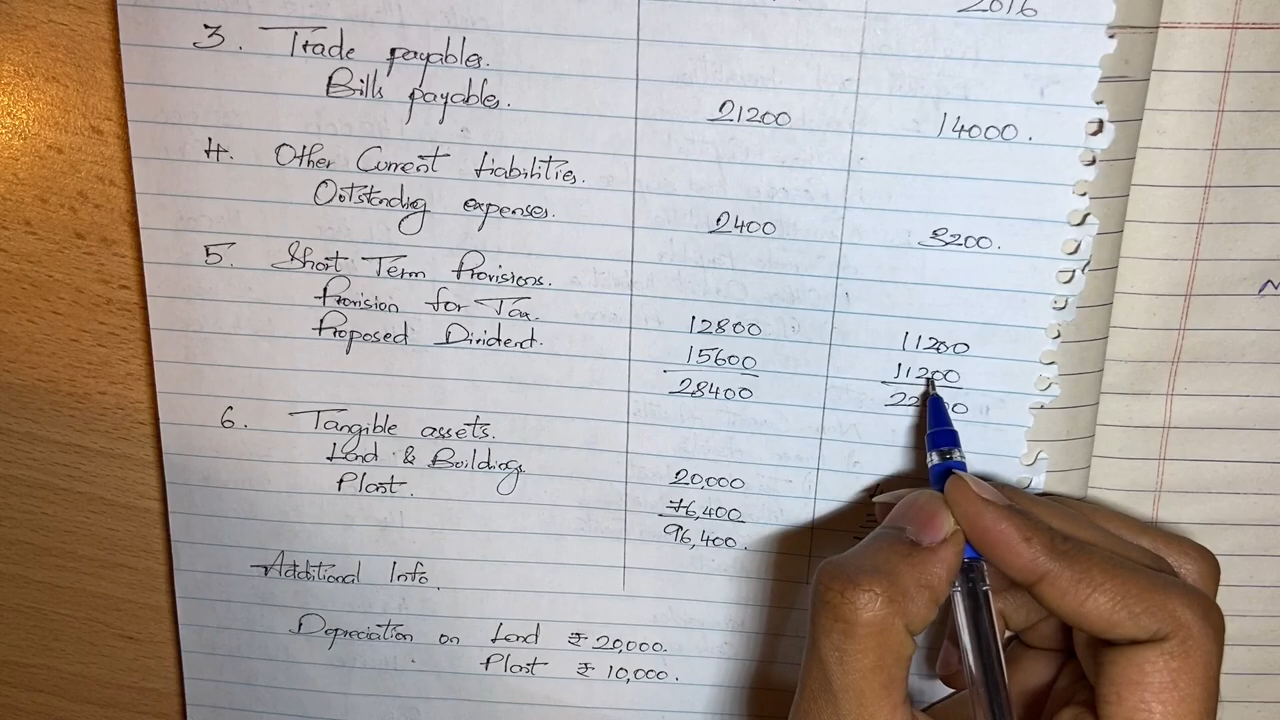 2016
3. Trade payables.
Bills payable. 21200 14000.
4. Other Current Liabilities.
Outstanding expenses. 2400 3200.
5. Short Term Provisions.
Provision for Tax. 12800 11200
Proposed Dividend. 15600 11200
28400
6. Tangible assets.
Land & Building 20,000
Plant. 76,400
96,400.
Additional Info.
Depreciation on Land ₹ 20,000.
Plant ₹ 10,000.